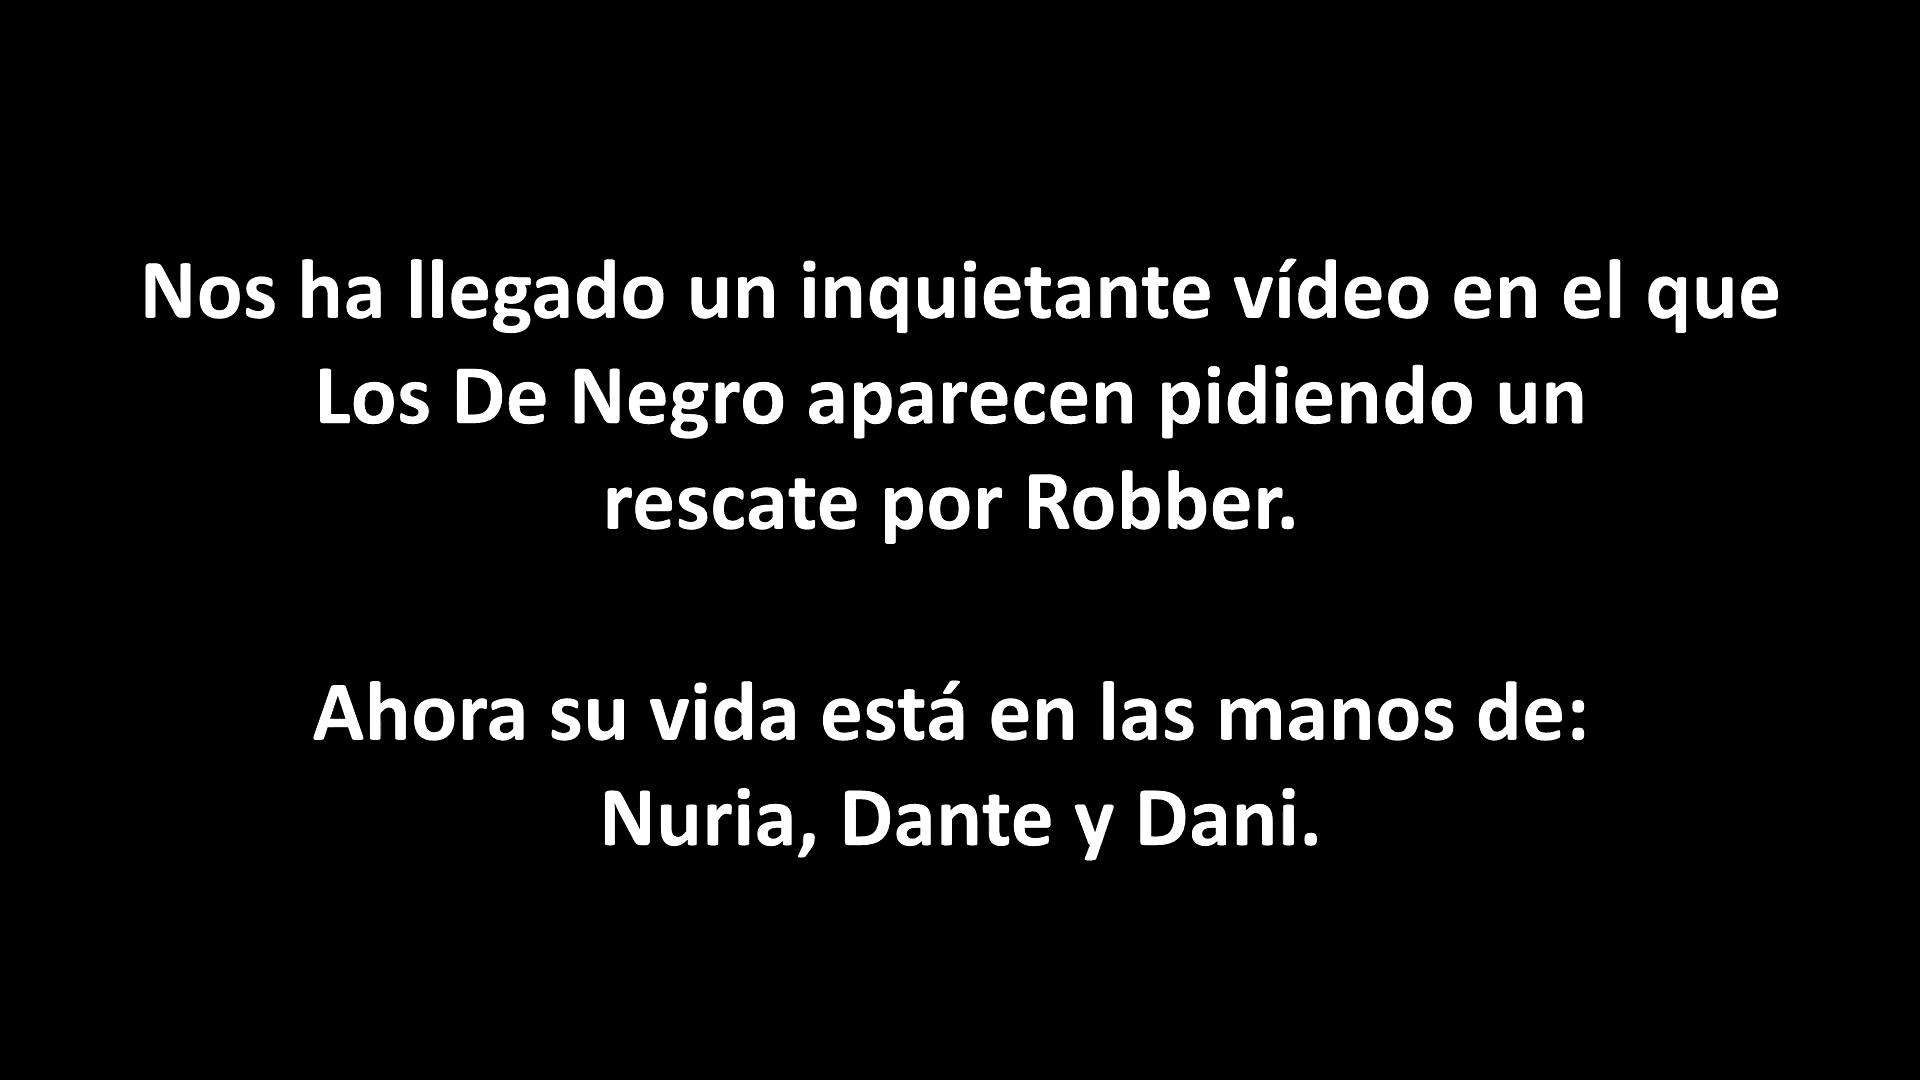 Nos ha llegado un inquietante vídeo en el que
Los De Negro aparecen pidiendo un
rescate por Robber.
Ahora su vida está en las manos de:
Nuria, Dante y Dani.